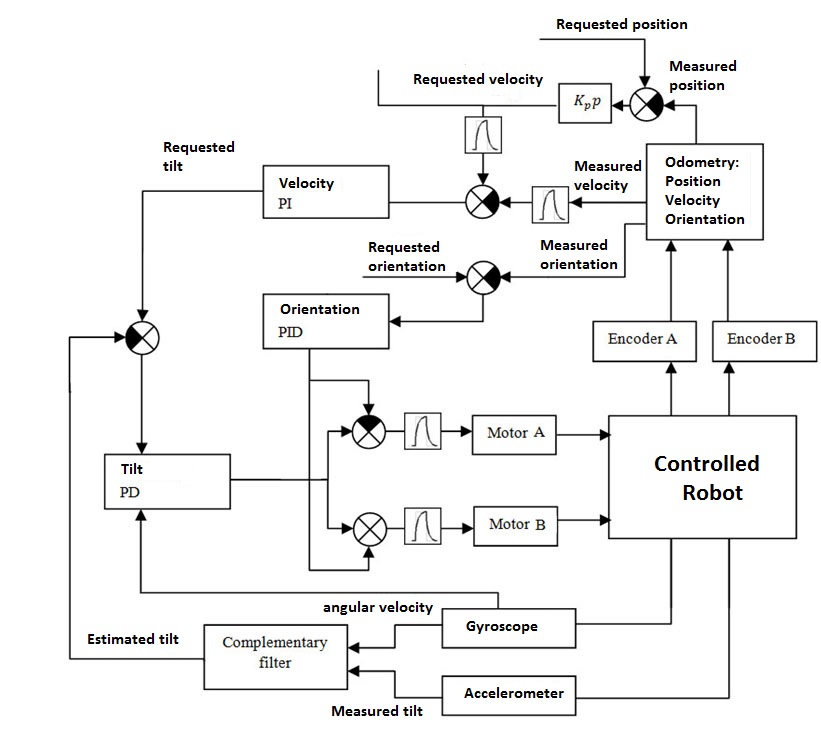 Requested position
Measured
position
Requested velocity
Kpp
Requested
tilt
Velocity
PI
Measured
velocity
Odometry:
Position
Velocity
Orientation
Requested
orientation
Measured
orientation
Orientation
PID
Encoder A
Encoder B
Motor A
Controlled
Robot
Tilt
PD
Motor B
angular velocity
Gyroscope
Estimated tilt
Complementary
filter
Accelerometer
Measured tilt